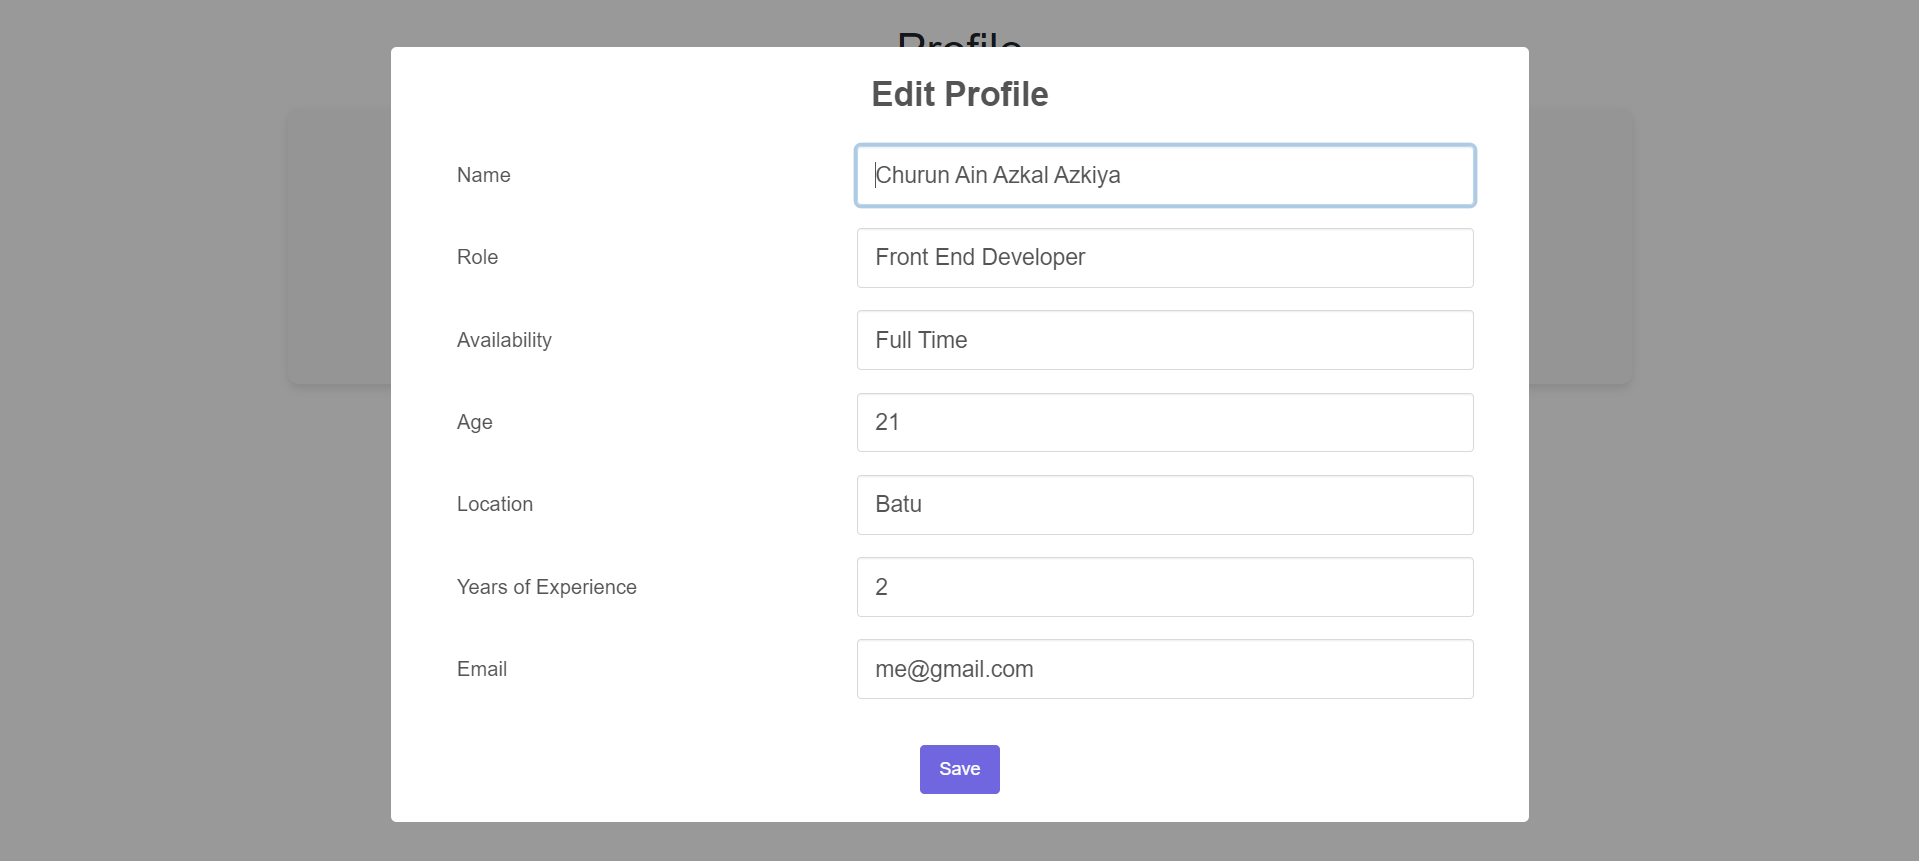 Profile
Edit Profile
Name
Churun Ain Azkal Azkiya
Role
Front End Developer
Availability
Full Time
Age
21
Location
Batu
Years of Experience
2
Email
me@gmail.com
Save